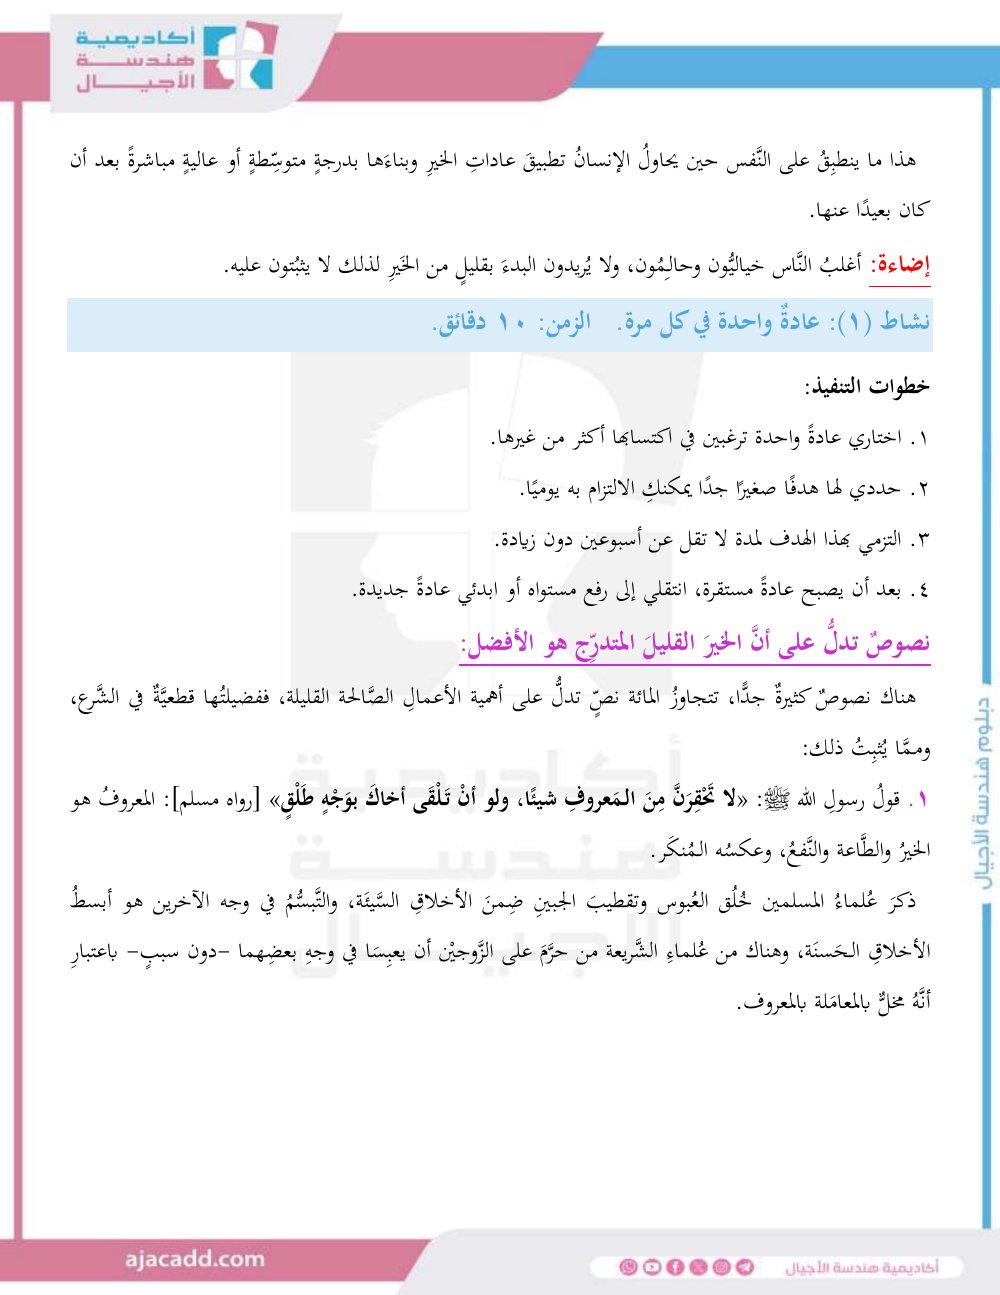 أكاديمية
هندسة
الأجيال
هذا ما ينطبِقُ على النَّفس حين يحاولُ الإنسانُ تطبيقَ عاداتِ الخيرِ وبناءَها بدرجةٍ متوسِّطةٍ أو عاليةٍ مباشرةً بعد أن
كان بعيدًا عنها.
إضاءة: أغلبُ النَّاس خياليُّون وحالِمُون، ولا يُريدون البدءَ بقليلٍ من الخَيرِ لذلك لا يثبُتون عليه.
نشاط (١): عادةٌ واحدة في كل مرة. الزمن: ١٠ دقائق.
خطوات التنفيذ:
١. اختاري عادةً واحدة ترغبين في اكتسابها أكثر من غيرها.
٢. حددي لها هدفًا صغيرًا جدًا يمكنكِ الالتزام به يوميًا.
٣. التزمي بهذا الهدف لمدة لا تقل عن أسبوعين دون زيادة.
٤. بعد أن يصبح عادةً مستقرة، انتقلي إلى رفع مستواه أو ابدئي عادةً جديدة.
نصوصٌ تدلُّ على أنَّ الخيرَ القليلَ المتدرِّج هو الأفضل:
هناك نصوصٌ كثيرةٌ جدًّا، تتجاوزُ المائة نصٍّ تدلُّ على أهمية الأعمالِ الصَّالحة القليلة، ففضيلتُها قطعيَّةٌ في الشَّرع،
وممَّا يُثبِتُ ذلك:
١. قولُ رسولِ الله ﷺ: «لا تَحْقِرَنَّ مِنَ المَعروفِ شيئًا، ولو أنْ تَلْقَى أخاكَ بوَجْهٍ طَلْقٍ» [رواه مسلم]: المعروفُ هو
الخيرُ والطَّاعة والنَّفعُ، وعكسُه المُنكَر.
ذكرَ عُلماءُ المسلمين خُلُق العُبوس وتقطيبَ الجبينِ ضِمنَ الأخلاقِ السَّيئَة، والتَّبسُّمُ في وجه الآخرين هو أبسطُ
الأخلاقِ الحَسنَة، وهناك من عُلماءِ الشَّريعة من حرَّمَ على الزَّوجيْن أن يعبِسَا في وجهِ بعضِهما –دون سببٍ– باعتبارِ
أنَّهُ مخلٌّ بالمعامَلة بالمعروف.
دبلوم هندسة الأجيال
أكاديمية
هندسة
الأجيال
ajacadd.com
أكاديمية هندسة الأجيال